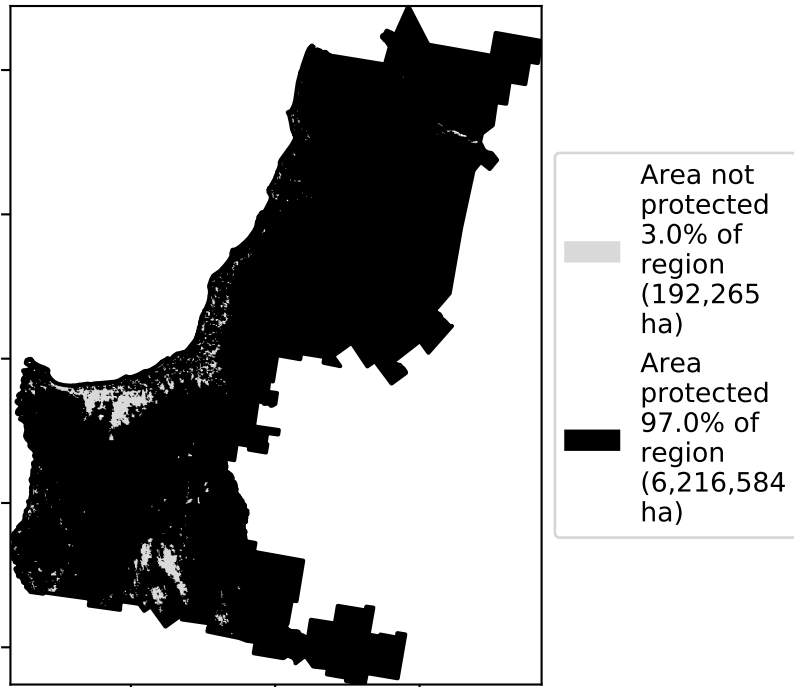 Area not
protected
3.0% of
region
(192,265
ha)
Area
protected
97.0% of
region
(6,216,584
ha)